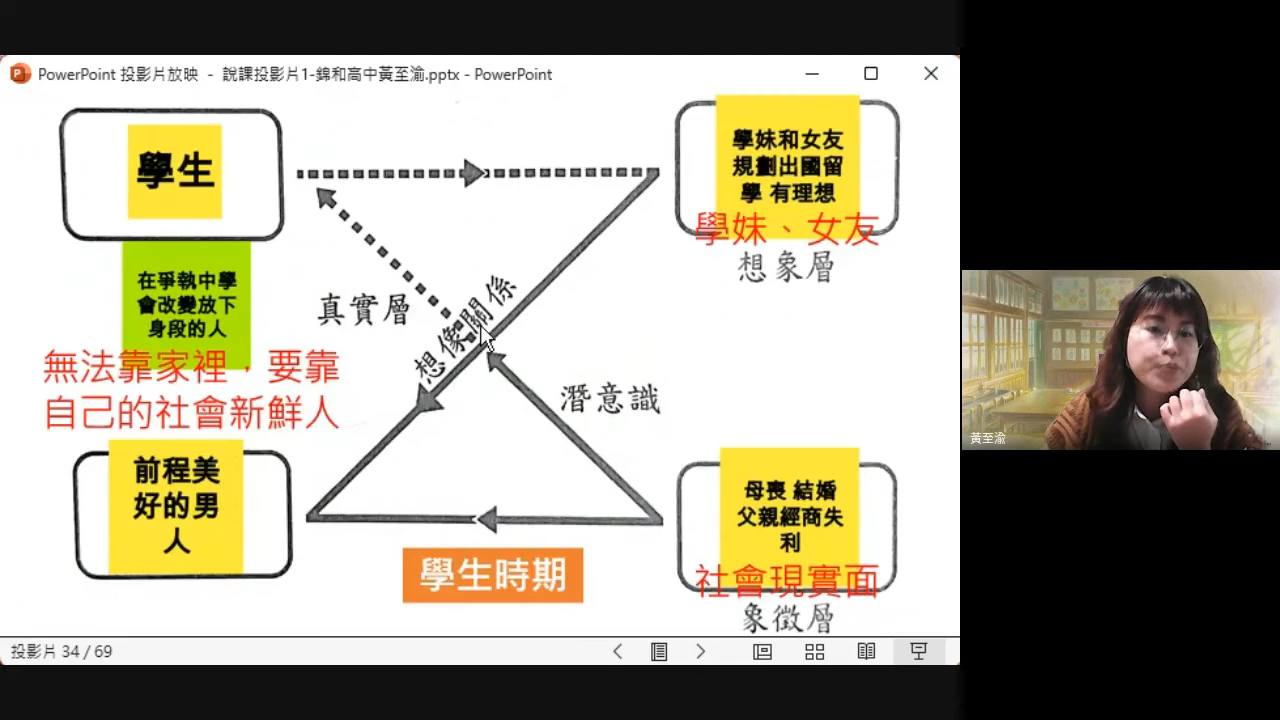 PowerPoint 投影片放映 - 說課投影片1-錦和高中黃至渝.pptx - PowerPoint
學生
學妹和女友
規劃出國留
學 有理想
學妹、女友
想象層
在爭執中學
會改變放下
身段的人
真實層
想像關係
無法靠家裡，要靠
自己的社會新鮮人
潛意識
黃至渝
前程美
好的男
人
母喪 結婚
父親經商失
利
社會現實面
象徵層
學生時期
投影片 34 / 69